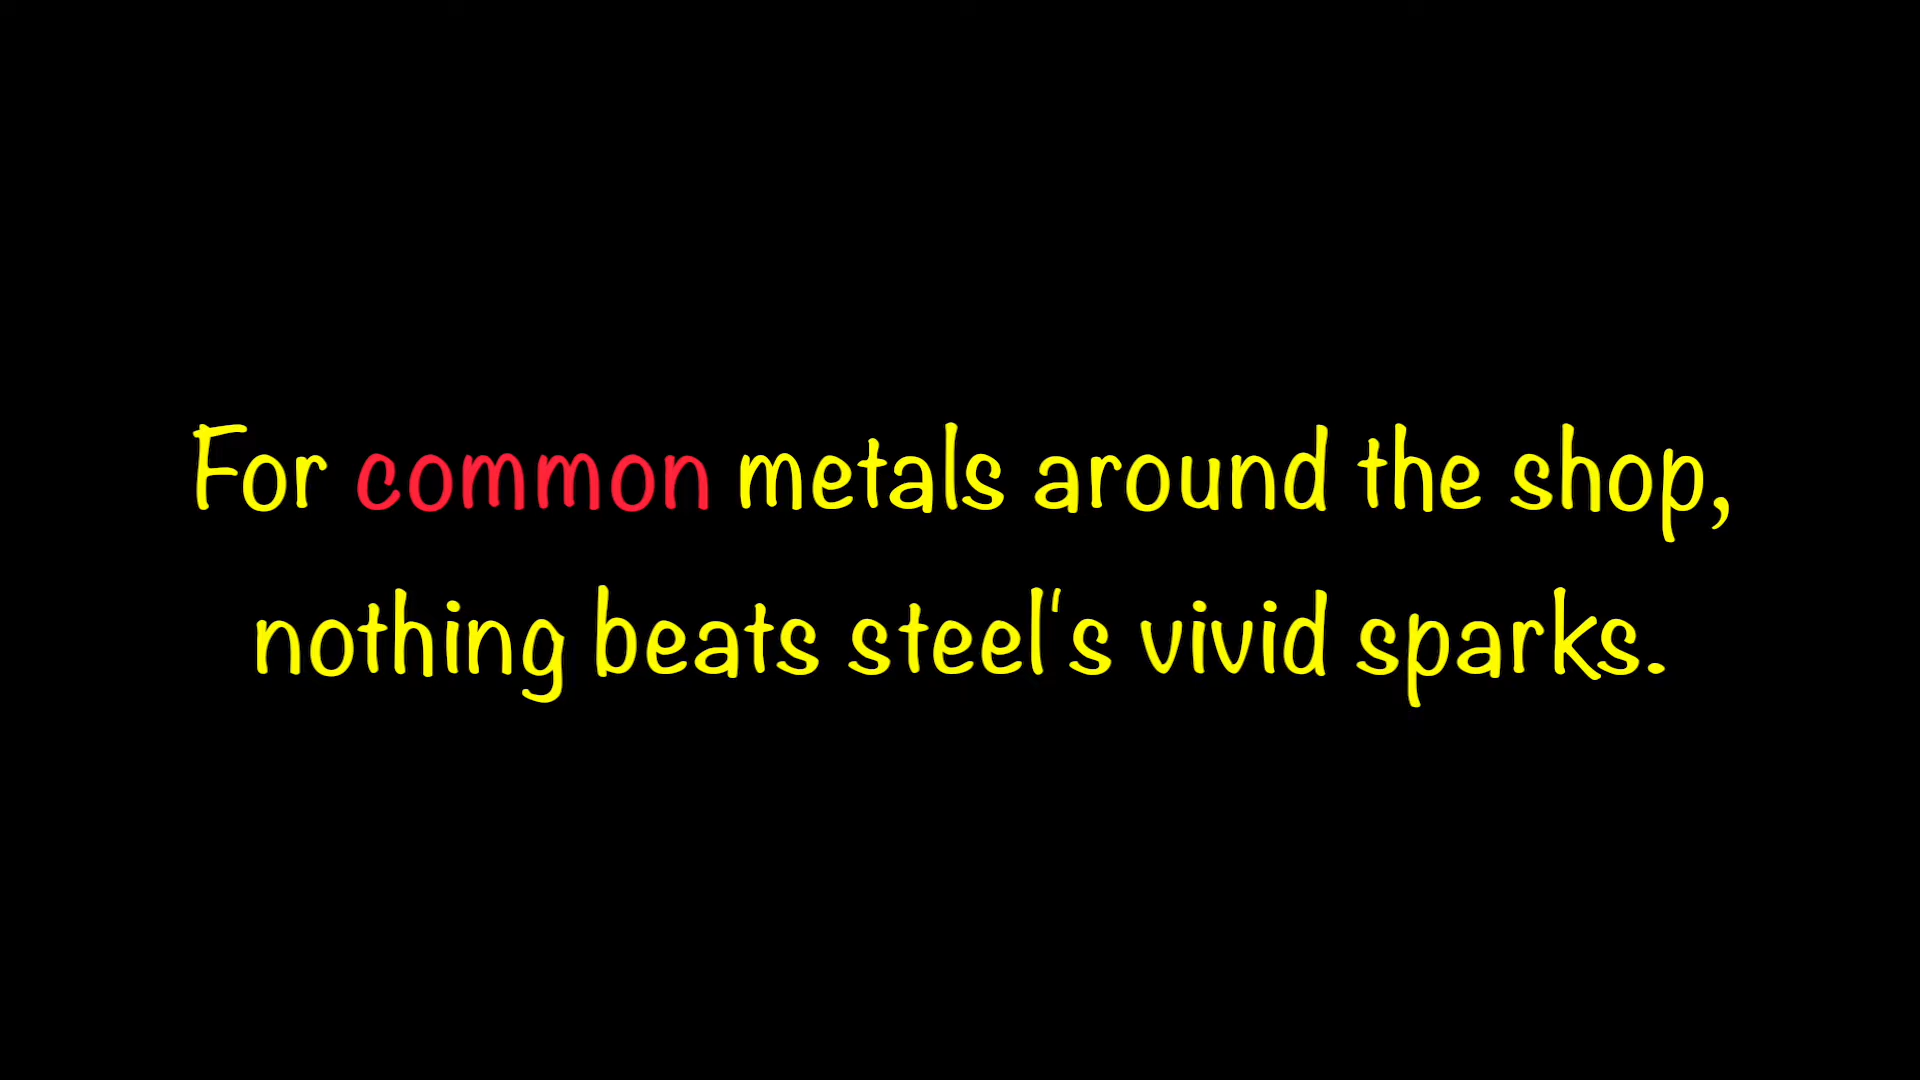 For common metals around the shop,
nothing beats steel's vivid sparks.